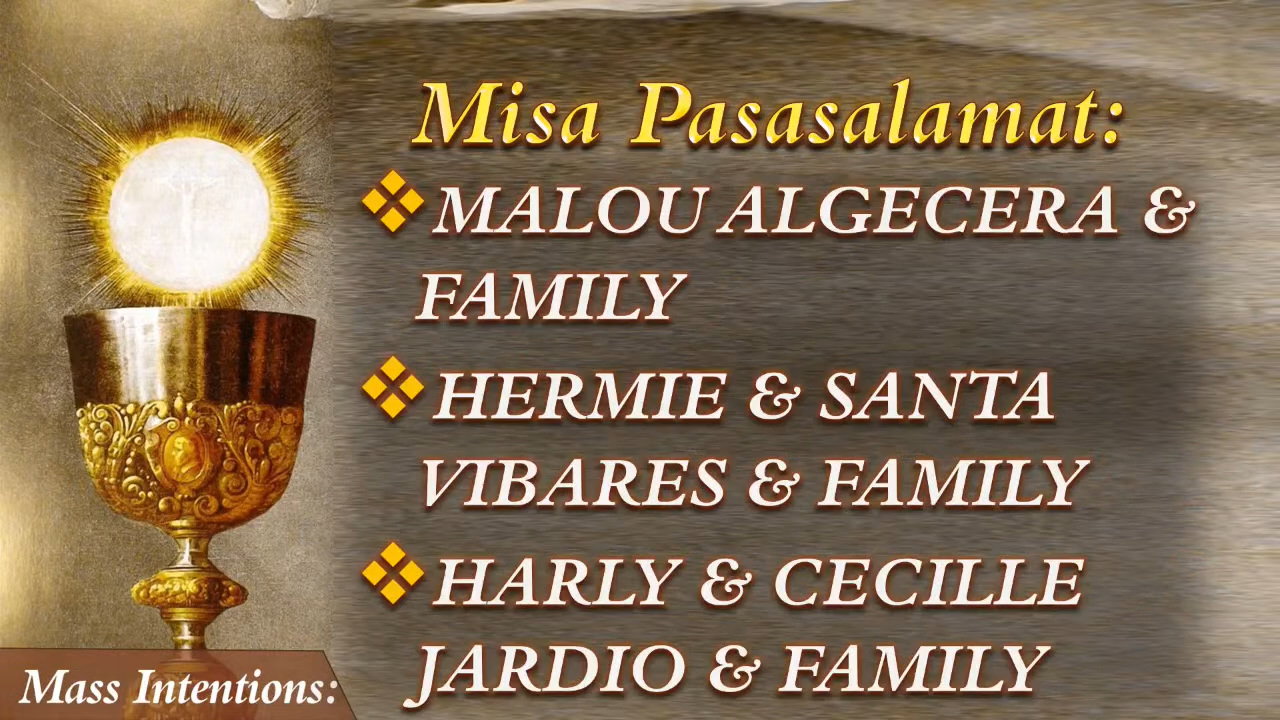 Misa Pasasalamat:
❖MALOU ALGECERA &
FAMILY
❖HERMIE & SANTA
VIBARES & FAMILY
❖HARLY & CECILLE
JARDIO & FAMILY
Mass Intentions: